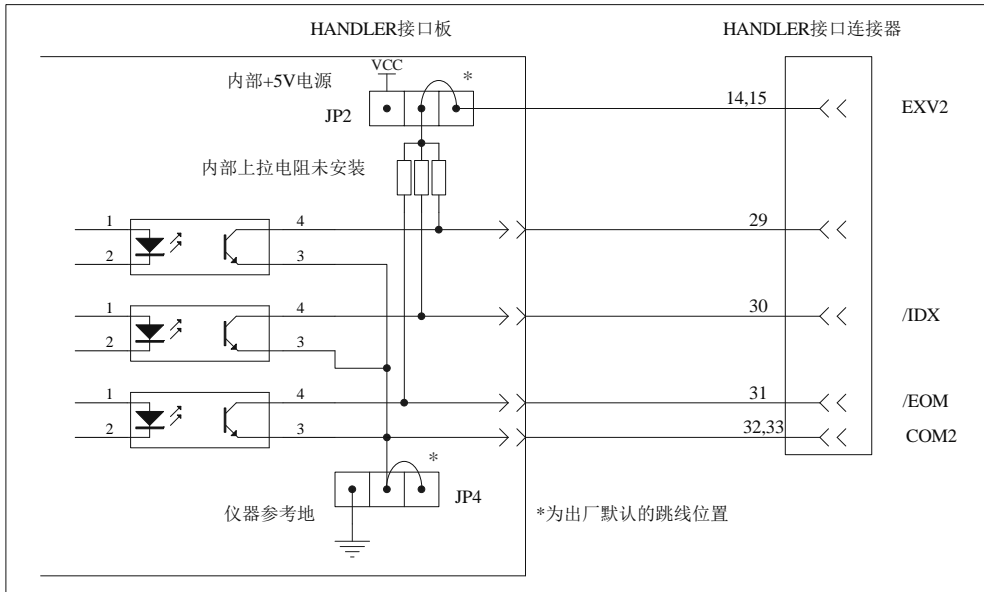 HANDLER接口板
HANDLER接口连接器
内部+5V电源
VCC
*
JP2
14,15
EXV2
内部上拉电阻未安装
1
4
29
2
3
1
4
30
/IDX
2
3
1
4
31
/EOM
2
3
32,33
COM2
*
JP4
仪器参考地
*为出厂默认的跳线位置